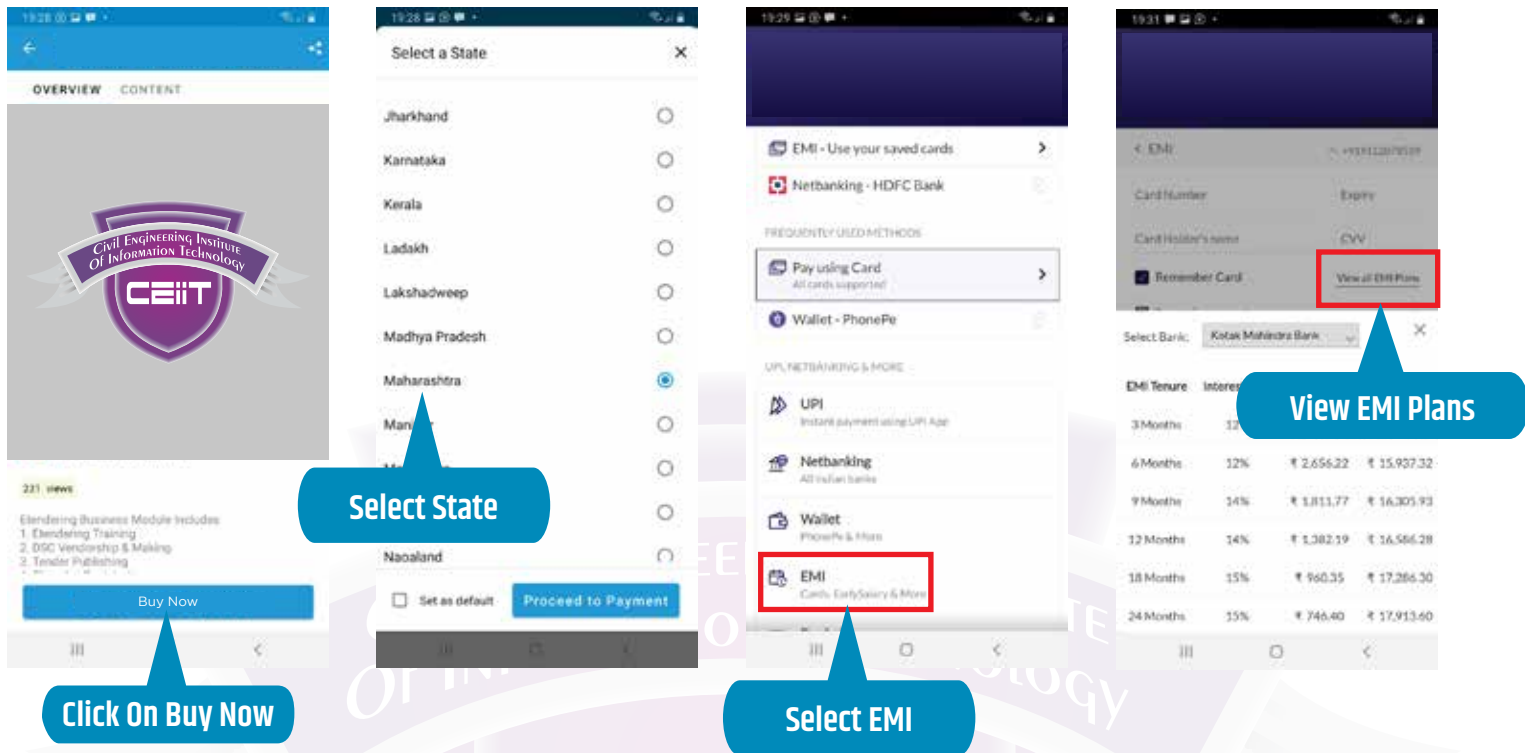 19:28
OVERVIEW CONTENT
Civil Engineering Institute
Of Information Technology
CEiiT
221 views
Etendering Business Module Includes
1. Etendering Training
2. DSC Vendorship & Making
3. Tender Publishing
Buy Now
Click On Buy Now
19:28
Select a State
Jharkhand
Karnataka
Kerala
Ladakh
Lakshadweep
Madhya Pradesh
Maharashtra
Select State
Nagaland
Set as default Proceed to Payment
19:29
EMI - Use your saved cards
Netbanking - HDFC Bank
FREQUENTLY USED METHODS
Pay using Card
All cards supported
Wallet - PhonePe
UPI, NETBANKING & MORE
UPI
Instant payment using UPI App
Netbanking
All Indian banks
Wallet
PhonePe & More
EMI
Cards, EarlySalary & More
Select EMI
19:31
EMI
Card Number Expiry
Card Holder's name CVV
Remember Card View all EMI Plans
Select Bank: Kotak Mahindra Bank
EMI Tenure
View EMI Plans
3 Months
6 Months 12% ₹ 2,656.22 ₹ 15,937.32
9 Months 14% ₹ 1,811.77 ₹ 16,305.93
12 Months 14% ₹ 1,382.19 ₹ 16,586.28
18 Months 15% ₹ 960.35 ₹ 17,286.30
24 Months 15% ₹ 746.40 ₹ 17,913.60